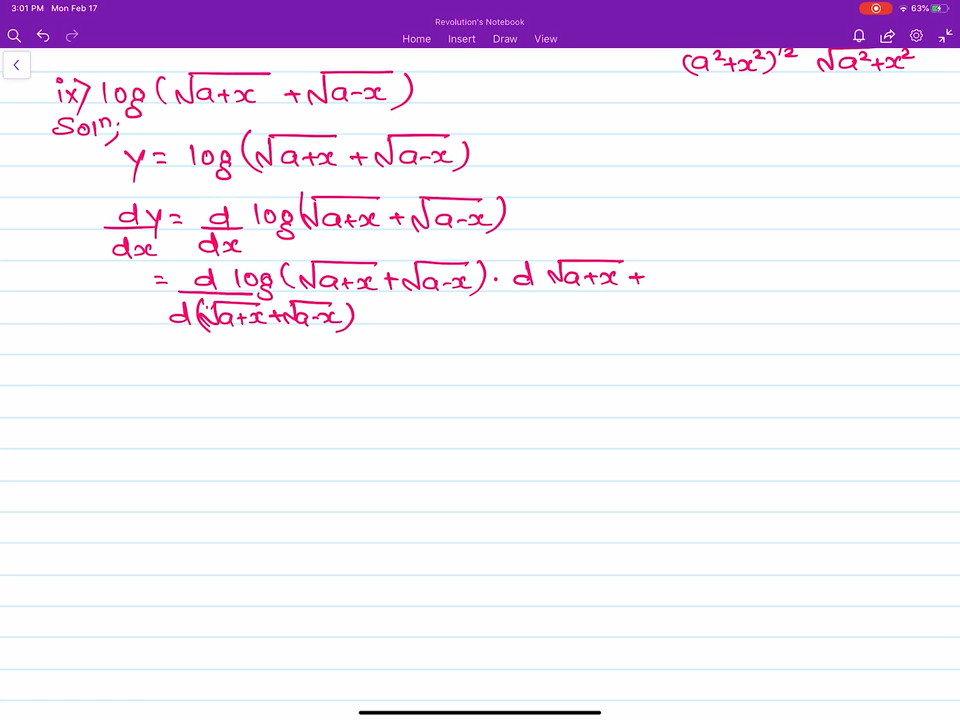 3:01 PM Mon Feb 17
63%
Revolution's Notebook
Home Insert Draw View
(a²+x²)^1/2 √a²+x²
ix> log(√a+x + √a-x)
Solⁿ;
y = log(√a+x + √a-x)
dy/dx = d/dx log(√a+x + √a-x)
= d log(√a+x + √a-x) · d √a+x +
d(√a+x + √a-x)